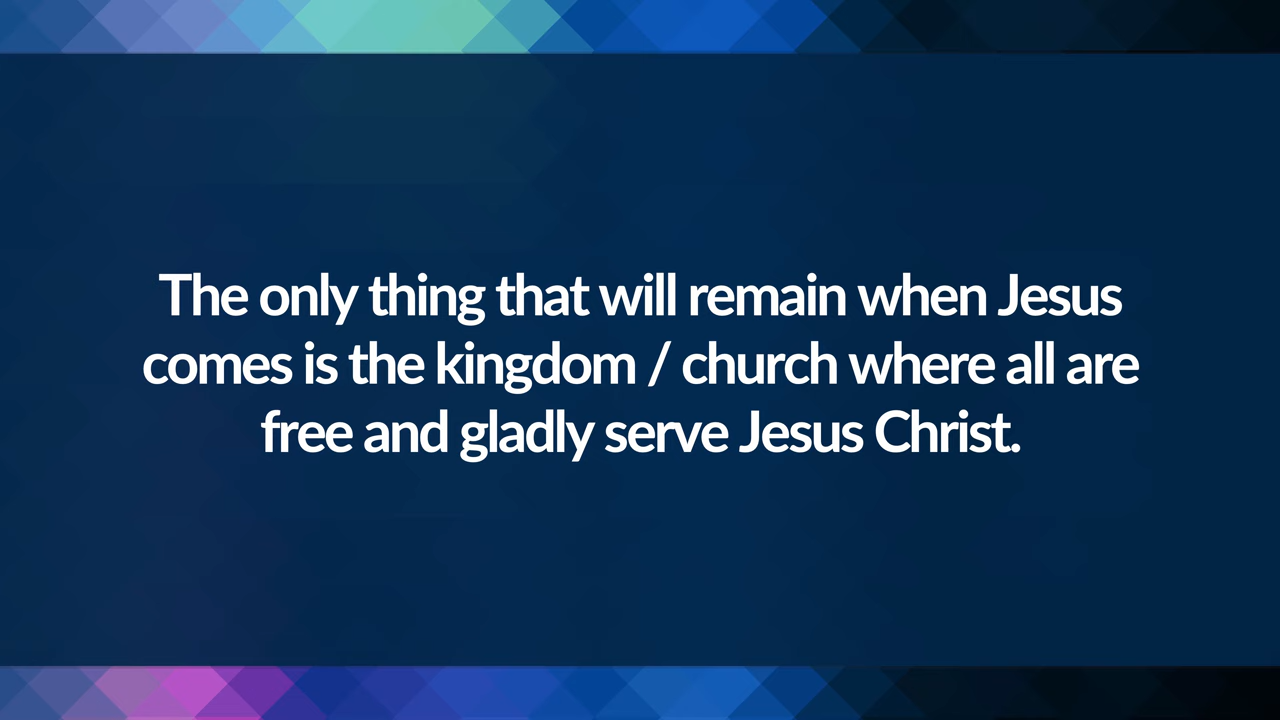 The only thing that will remain when Jesus
comes is the kingdom / church where all are
free and gladly serve Jesus Christ.